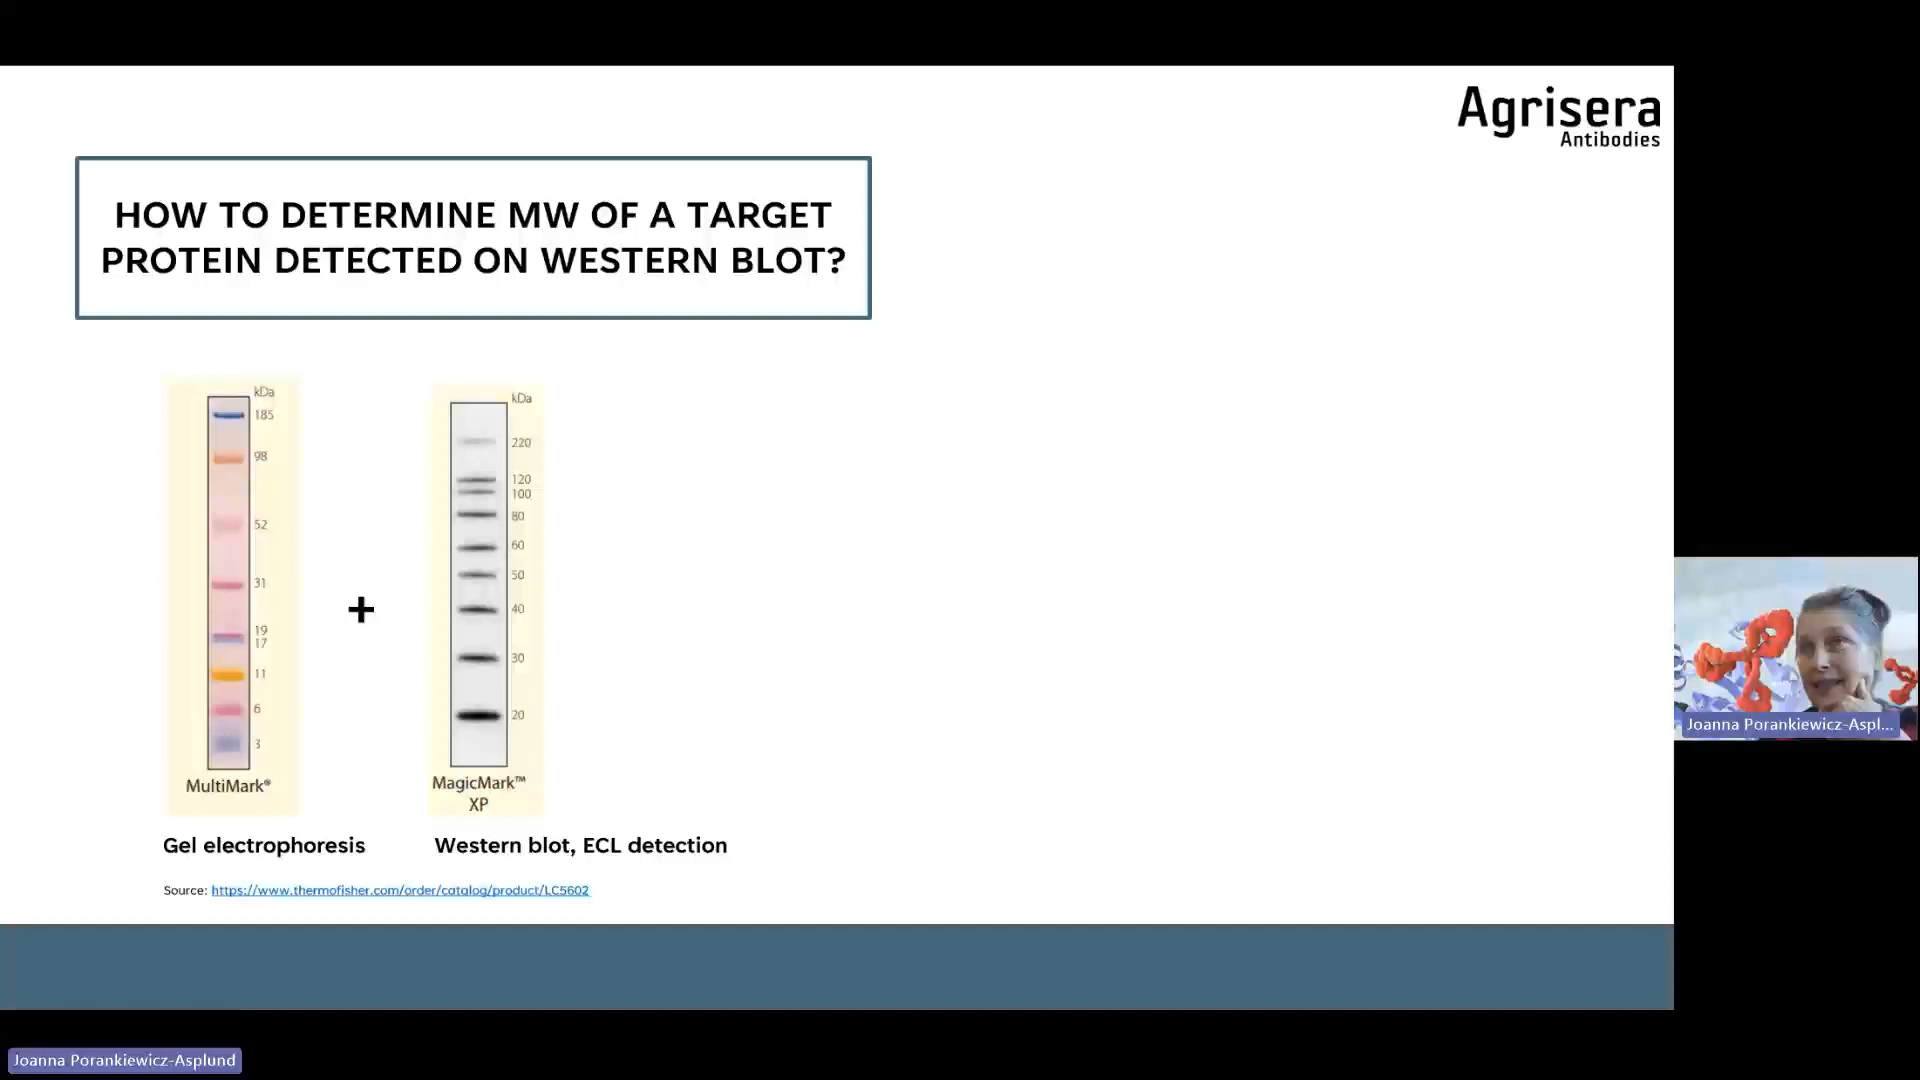 Agrisera
Antibodies
HOW TO DETERMINE MW OF A TARGET
PROTEIN DETECTED ON WESTERN BLOT?
kDa
185
98
52
31
19
17
11
6
3
MultiMark®
+
kDa
220
120
100
80
60
50
40
30
20
MagicMark™
XP
Gel electrophoresis
Western blot, ECL detection
Source: https://www.thermofisher.com/order/catalog/product/LC5602
Joanna Porankiewicz-Aspl...
Joanna Porankiewicz-Asplund